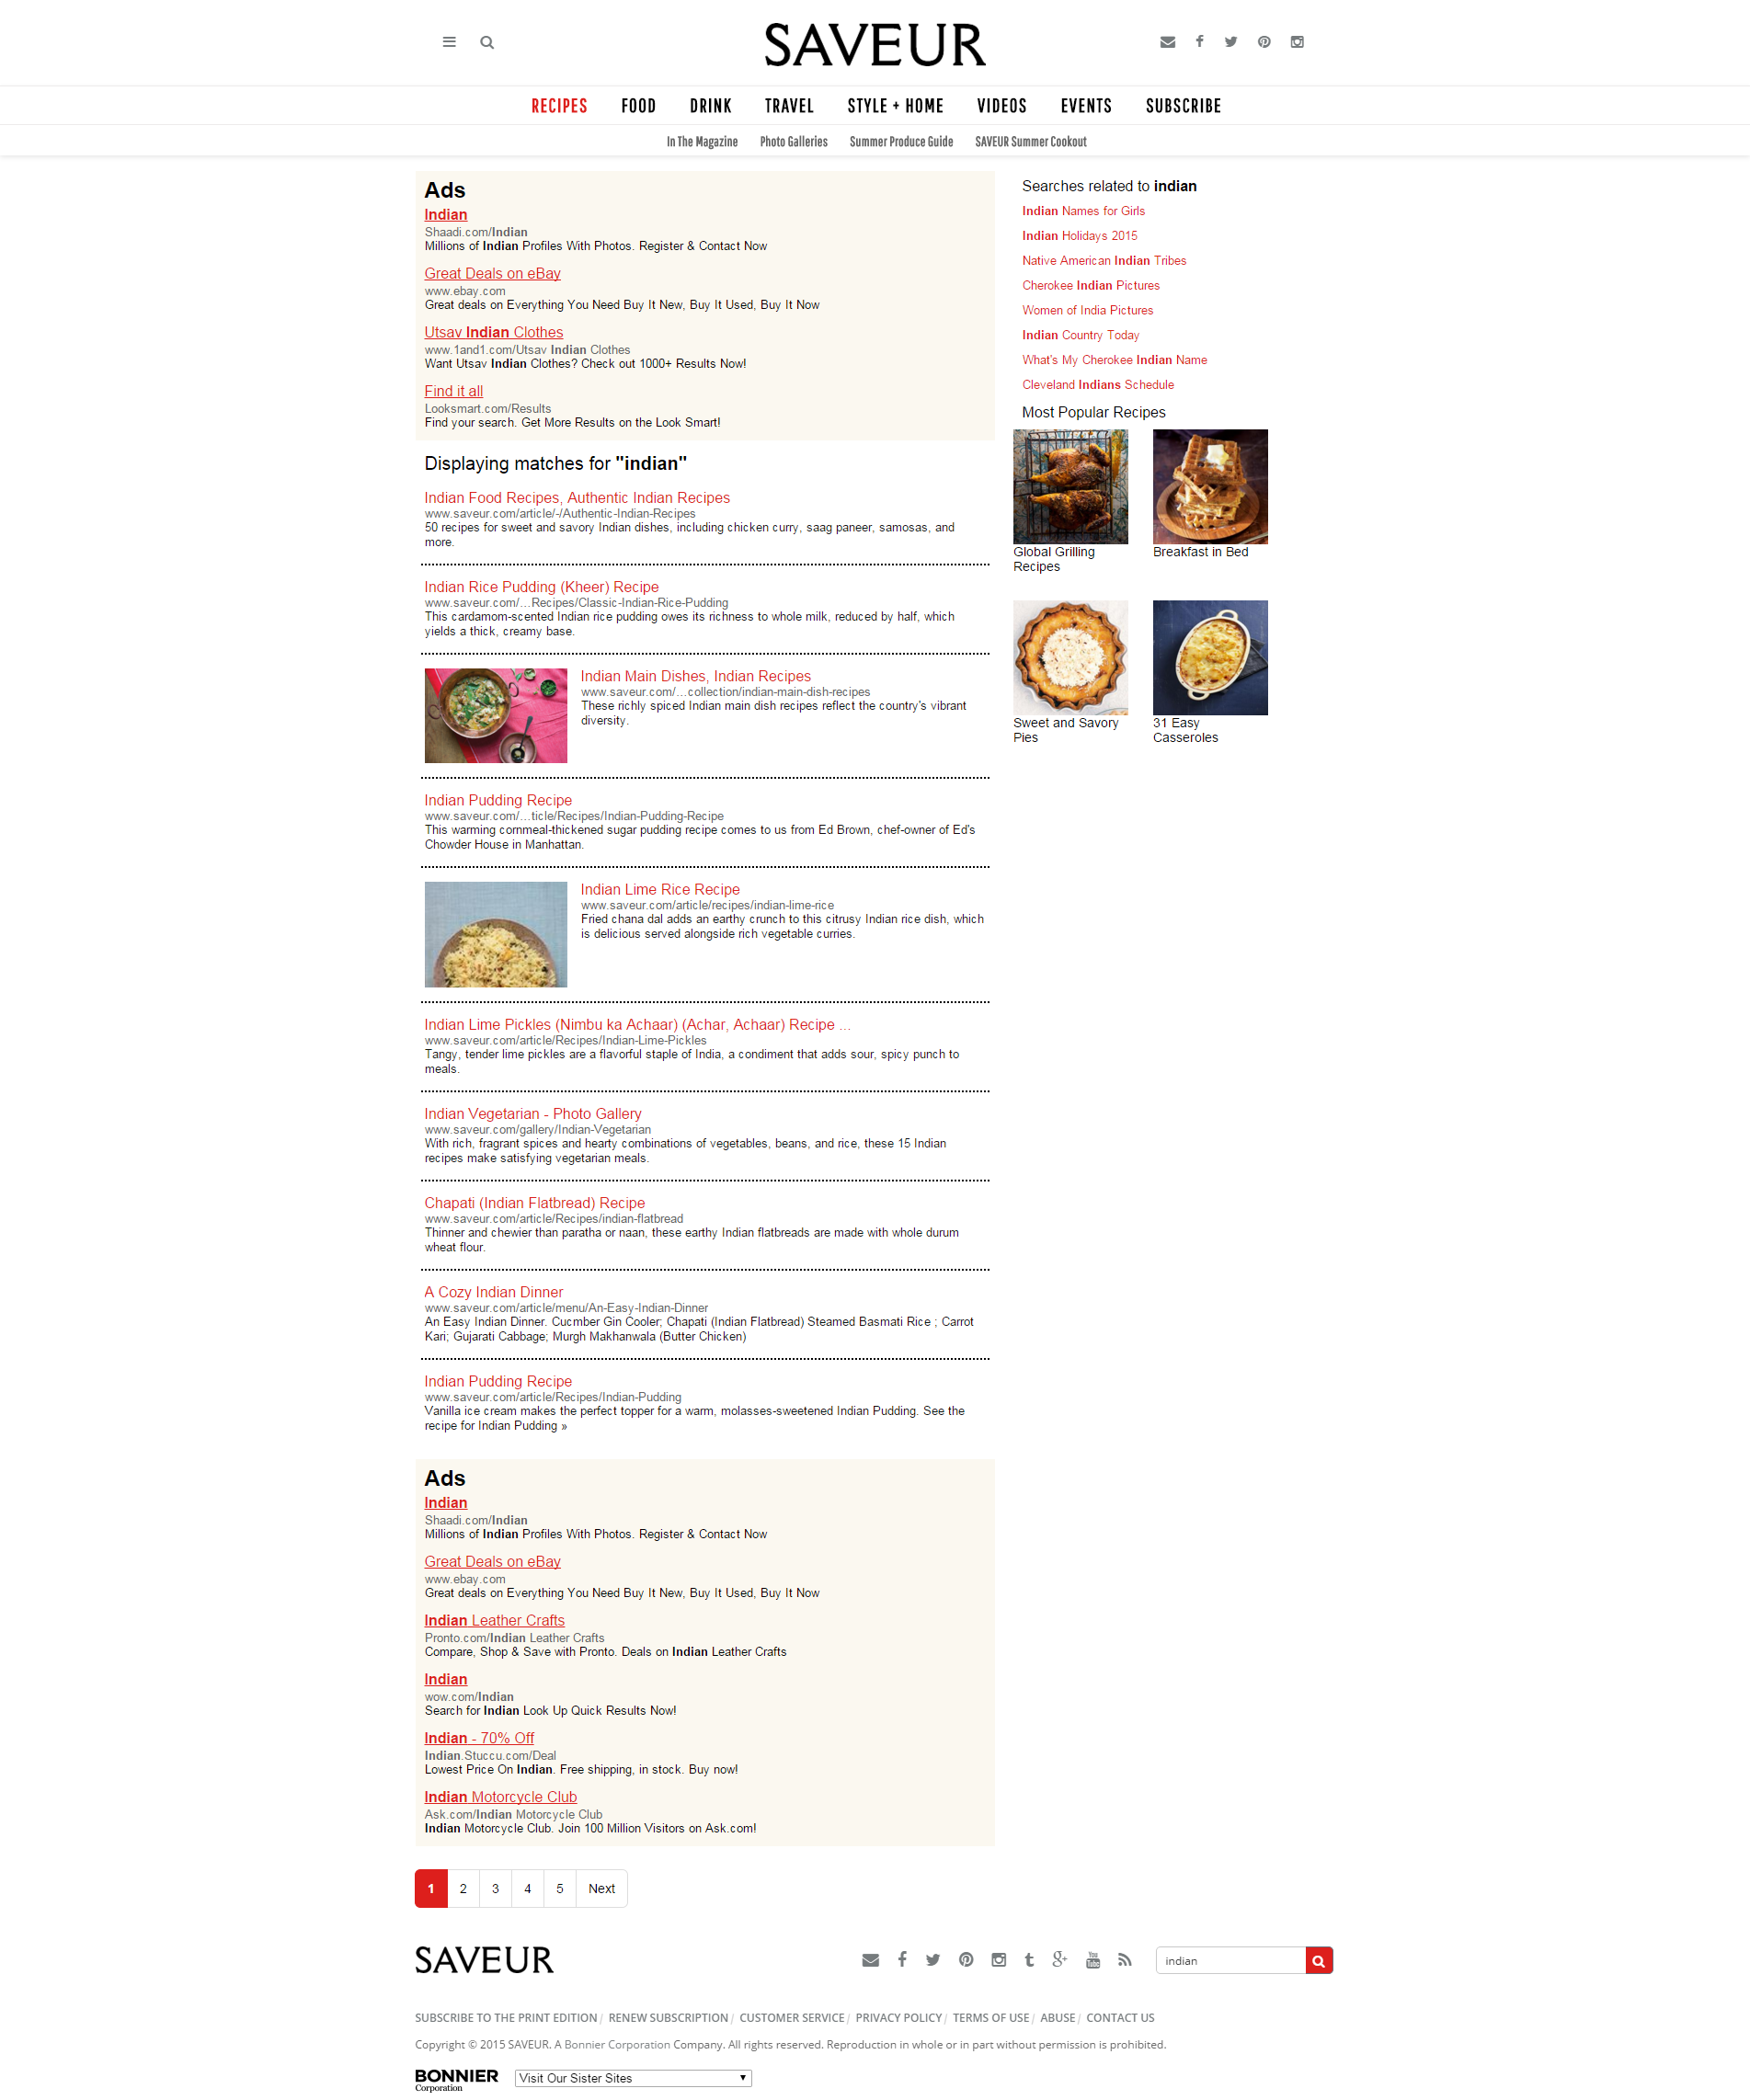 SAVEUR
RECIPES FOOD DRINK TRAVEL STYLE + HOME VIDEOS EVENTS SUBSCRIBE
In The Magazine Photo Galleries Summer Produce Guide SAVEUR Summer Cookout
Ads
Indian
Shaadi.com/Indian
Millions of Indian Profiles With Photos. Register & Contact Now
Great Deals on eBay
www.ebay.com
Great deals on Everything You Need Buy It New, Buy It Used, Buy It Now
Utsav Indian Clothes
www.1and1.com/Utsav Indian Clothes
Want Utsav Indian Clothes? Check out 1000+ Results Now!
Find it all
Looksmart.com/Results
Find your search. Get More Results on the Look Smart!
Displaying matches for "indian"
Indian Food Recipes, Authentic Indian Recipes
www.saveur.com/article/-/Authentic-Indian-Recipes
50 recipes for sweet and savory Indian dishes, including chicken curry, saag paneer, samosas, and
more.
Indian Rice Pudding (Kheer) Recipe
www.saveur.com/...Recipes/Classic-Indian-Rice-Pudding
This cardamom-scented Indian rice pudding owes its richness to whole milk, reduced by half, which
yields a thick, creamy base.
Indian Main Dishes, Indian Recipes
www.saveur.com/...collection/indian-main-dish-recipes
These richly spiced Indian main dish recipes reflect the country's vibrant
diversity.
Indian Pudding Recipe
www.saveur.com/...ticle/Recipes/Indian-Pudding-Recipe
This warming cornmeal-thickened sugar pudding recipe comes to us from Ed Brown, chef-owner of Ed's
Chowder House in Manhattan.
Indian Lime Rice Recipe
www.saveur.com/article/recipes/indian-lime-rice
Fried chana dal adds an earthy crunch to this citrusy Indian rice dish, which
is delicious served alongside rich vegetable curries.
Indian Lime Pickles (Nimbu ka Achaar) (Achar, Achaar) Recipe ...
www.saveur.com/article/Recipes/Indian-Lime-Pickles
Tangy, tender lime pickles are a flavorful staple of India, a condiment that adds sour, spicy punch to
meals.
Indian Vegetarian - Photo Gallery
www.saveur.com/gallery/Indian-Vegetarian
With rich, fragrant spices and hearty combinations of vegetables, beans, and rice, these 15 Indian
recipes make satisfying vegetarian meals.
Chapati (Indian Flatbread) Recipe
www.saveur.com/article/Recipes/indian-flatbread
Thinner and chewier than paratha or naan, these earthy Indian flatbreads are made with whole durum
wheat flour.
A Cozy Indian Dinner
www.saveur.com/article/menu/An-Easy-Indian-Dinner
An Easy Indian Dinner. Cucmber Gin Cooler; Chapati (Indian Flatbread) Steamed Basmati Rice ; Carrot
Kari; Gujarati Cabbage; Murgh Makhanwala (Butter Chicken)
Indian Pudding Recipe
www.saveur.com/article/Recipes/Indian-Pudding
Vanilla ice cream makes the perfect topper for a warm, molasses-sweetened Indian Pudding. See the
recipe for Indian Pudding »
Ads
Indian
Shaadi.com/Indian
Millions of Indian Profiles With Photos. Register & Contact Now
Great Deals on eBay
www.ebay.com
Great deals on Everything You Need Buy It New, Buy It Used, Buy It Now
Indian Leather Crafts
Pronto.com/Indian Leather Crafts
Compare, Shop & Save with Pronto. Deals on Indian Leather Crafts
Indian
wow.com/Indian
Search for Indian Look Up Quick Results Now!
Indian - 70% Off
Indian.Stuccu.com/Deal
Lowest Price On Indian. Free shipping, in stock. Buy now!
Indian Motorcycle Club
Ask.com/Indian Motorcycle Club
Indian Motorcycle Club. Join 100 Million Visitors on Ask.com!
1 2 3 4 5 Next
Searches related to indian
Indian Names for Girls
Indian Holidays 2015
Native American Indian Tribes
Cherokee Indian Pictures
Women of India Pictures
Indian Country Today
What's My Cherokee Indian Name
Cleveland Indians Schedule
Most Popular Recipes
Global Grilling
Recipes
Breakfast in Bed
Sweet and Savory
Pies
31 Easy
Casseroles
SAVEUR
You Tube
indian
SUBSCRIBE TO THE PRINT EDITION / RENEW SUBSCRIPTION / CUSTOMER SERVICE / PRIVACY POLICY / TERMS OF USE / ABUSE / CONTACT US
Copyright © 2015 SAVEUR. A Bonnier Corporation Company. All rights reserved. Reproduction in whole or in part without permission is prohibited.
BONNIER
Corporation
Visit Our Sister Sites